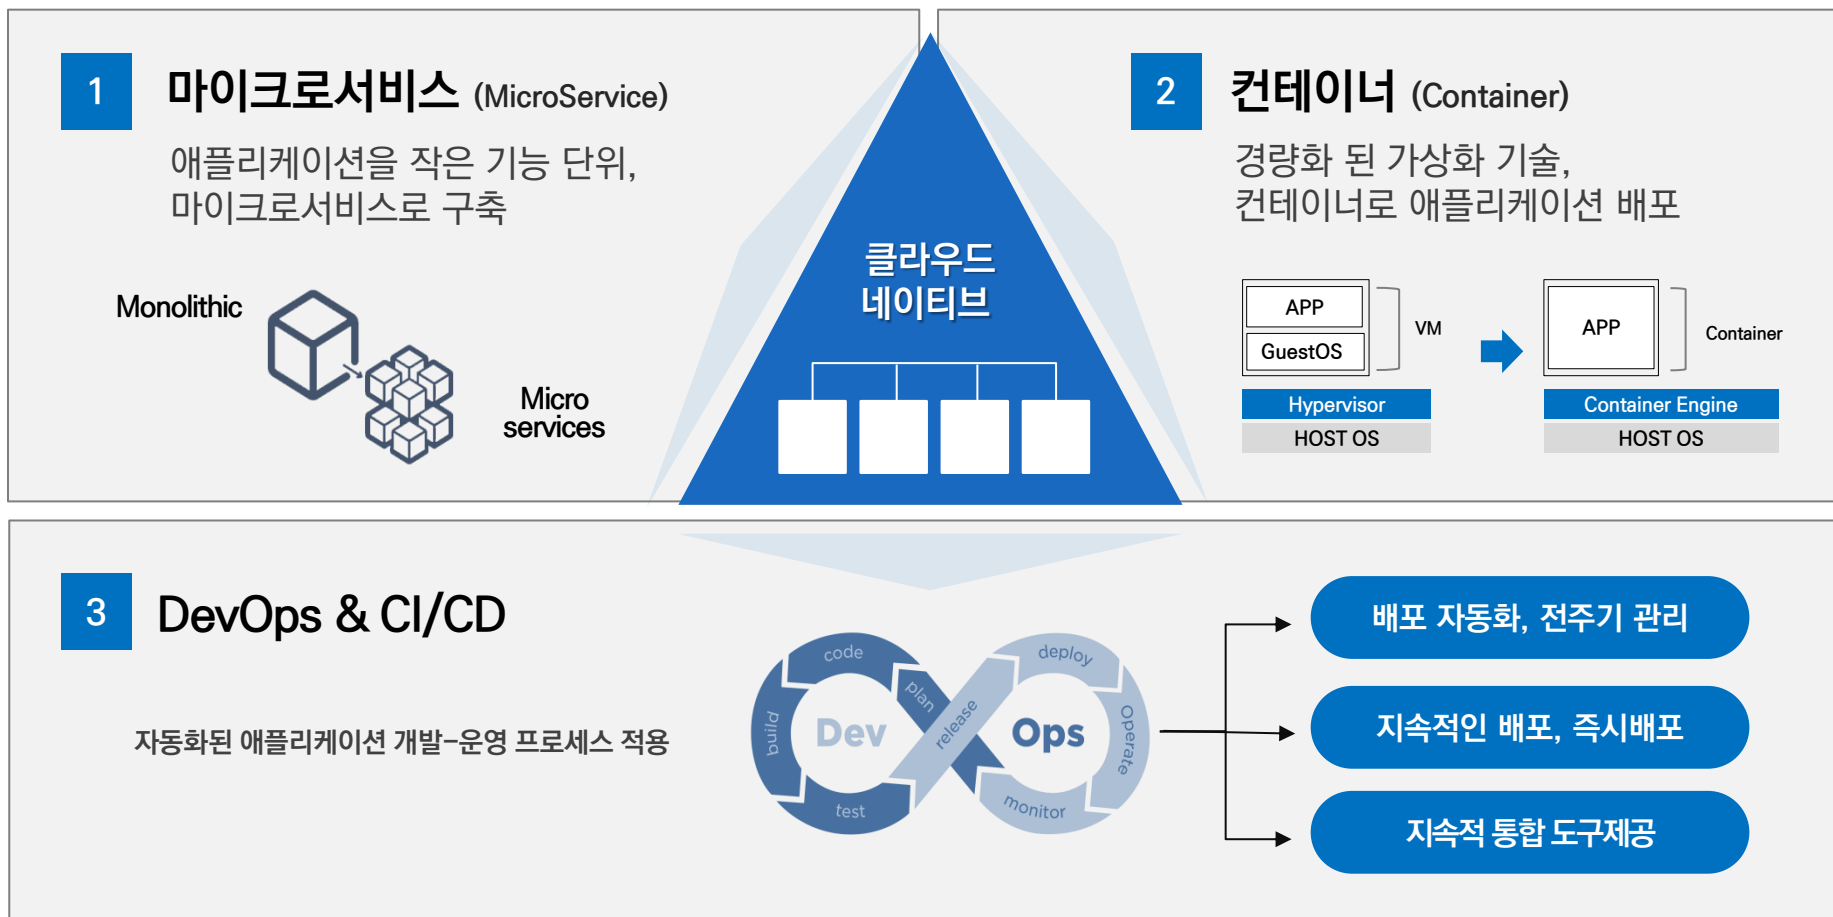 1
마이크로서비스 (MicroService)
애플리케이션을 작은 기능 단위,
마이크로서비스로 구축
Monolithic
Micro
services
클라우드
네이티브
2
컨테이너 (Container)
경량화 된 가상화 기술,
컨테이너로 애플리케이션 배포
APP
GuestOS
VM
Hypervisor
HOST OS
APP
Container
Container Engine
HOST OS
3
DevOps & CI/CD
자동화된 애플리케이션 개발-운영 프로세스 적용
code
plan
build
Dev
test
release
deploy
Ops
Operate
monitor
배포 자동화, 전주기 관리
지속적인 배포, 즉시배포
지속적 통합 도구제공